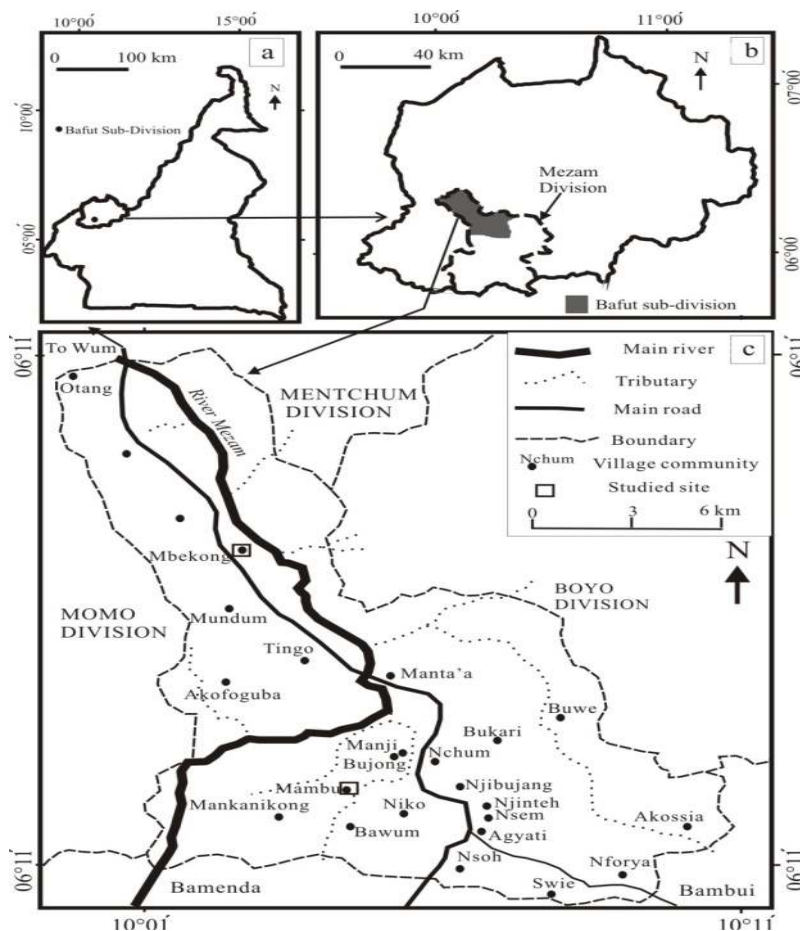 10°00´
15°00´
a
0 100 km
N
10°00´
Bafut Sub-Division
05°00´
10°00´
11°00´
b
0 40 km
N
07°00´
Mezam
Division
06°00´
Bafut sub-division
c
Main river
Tributary
Main road
Boundary
Nchum
Village community
Studied site
0 3 6 km
N
06°11´
To Wum
06°11´
Otang
River Mezam
MENTCHUM
DIVISION
Mbekong
MOMO
DIVISION
Mundum
BOYO
DIVISION
Tingo
Manta’a
Akofoguba
Buwe
Bukari
Manji
Nchum
Bujong
Mambu
Njibujang
Mankanikong
Niko
Njinteh
Nsem
Akossia
Bawum
Agyati
06°11´
06°11´
Nsoh
Nforya
Bamenda
Swie
Bambui
10°01´
10°11´